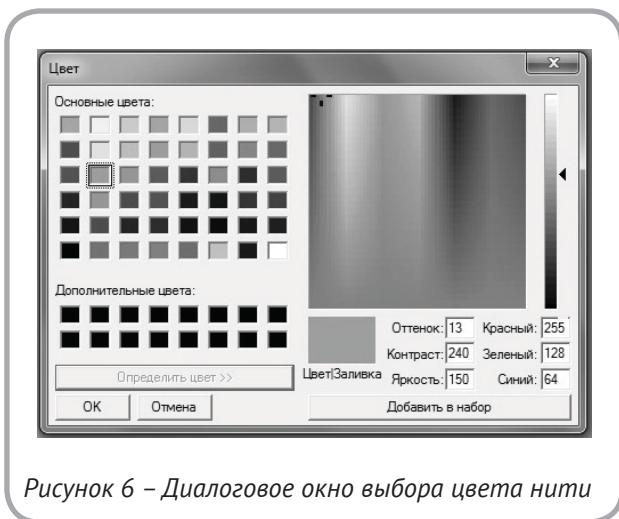 Цвет
Основные цвета:
Дополнительные цвета:
Определить цвет >>
ОК Отмена
Цвет|Заливка
Оттенок: 13 Красный: 255
Контраст: 240 Зеленый: 128
Яркость: 150 Синий: 64
Добавить в набор
Рисунок 6 – Диалоговое окно выбора цвета нити